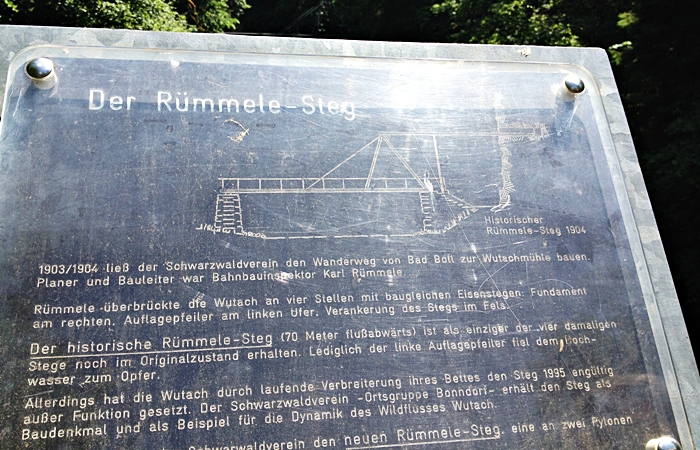 Der Rümmele-Steg
Historischer
Rümmele-Steg 1904
1903/1904 ließ der Schwarzwaldverein den Wanderweg von Bad Boll zur Wutachmühle bauen.
Planer und Bauleiter war Bahnbauinspektor Karl Rümmele.
Rümmele überbrückte die Wutach an vier Stellen mit baugleichen Eisenstegen: Fundament
am rechten, Auflagepfeiler am linken Ufer, Verankerung des Stegs im Fels.
Der historische Rümmele-Steg (70 Meter flußabwärts) ist als einziger der vier damaligen
Stege noch im Originalzustand erhalten. Lediglich der linke Auflagepfeiler fiel dem Hoch-
wasser zum Opfer.
Allerdings hat die Wutach durch laufende Verbreiterung ihres Bettes den Steg 1995 engültig
außer Funktion gesetzt. Der Schwarzwaldverein -Ortsgruppe Bonndorf- erhält den Steg als
Baudenkmal und als Beispiel für die Dynamik des Wildflusses Wutach.
Schwarzwaldverein den neuen Rümmele-Steg, eine an zwei Pylonen